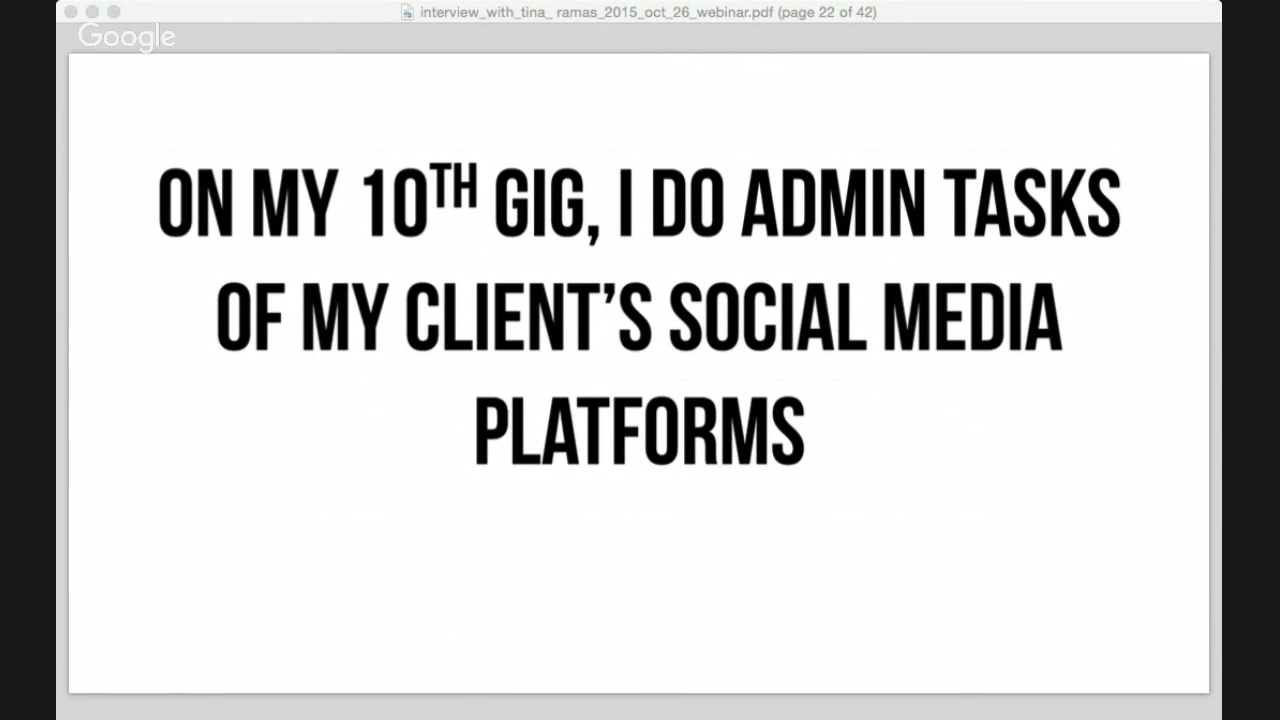 interview_with_tina_ ramas_2015_oct_26_webinar.pdf (page 22 of 42)
Google
ON MY 10TH GIG, I DO ADMIN TASKS
OF MY CLIENT’S SOCIAL MEDIA
PLATFORMS